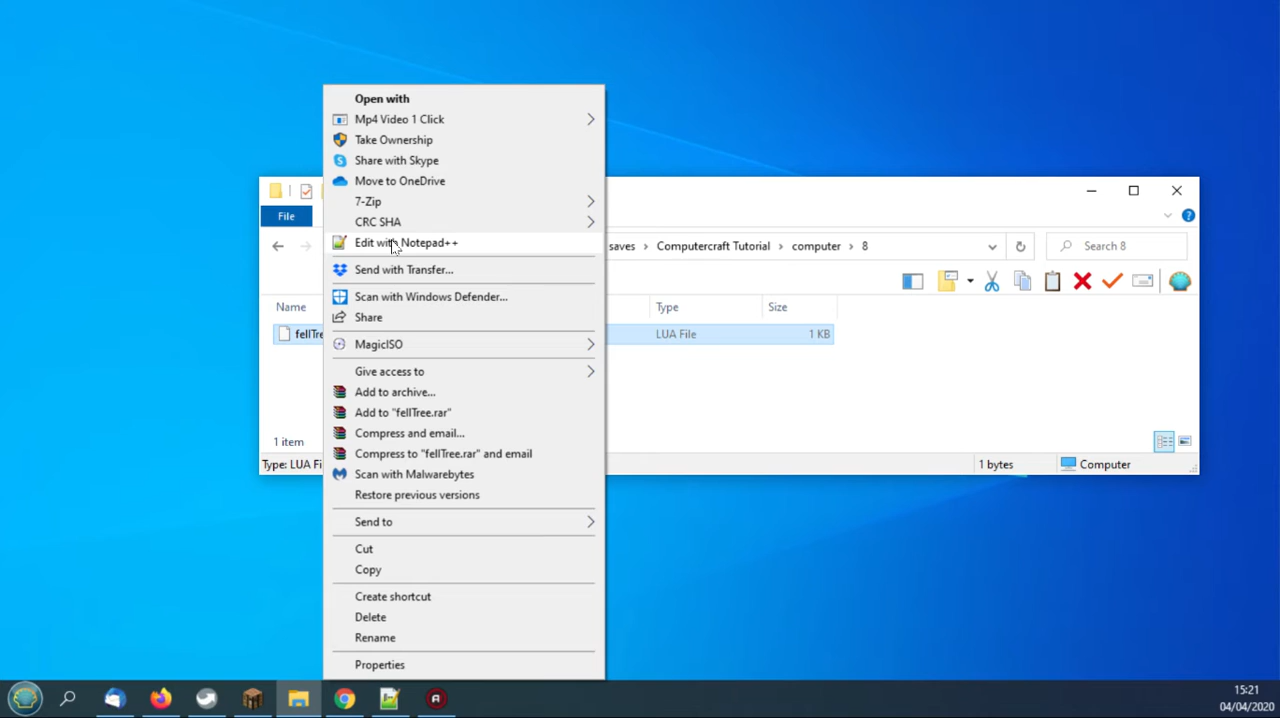 Open with
Mp4 Video 1 Click
Take Ownership
Share with Skype
Move to OneDrive
7-Zip
CRC SHA
Edit with Notepad++
Send with Transfer...
Scan with Windows Defender...
Share
MagicISO
Give access to
Add to archive...
Add to "fellTree.rar"
Compress and email...
Compress to "fellTree.rar" and email
Scan with Malwarebytes
Restore previous versions
Send to
Cut
Copy
Create shortcut
Delete
Rename
Properties
File
saves > Computercraft Tutorial > computer > 8
Search 8
Name Type Size
fellTre LUA File 1 KB
1 item
Type: LUA Fi 1 bytes Computer
15:21
04/04/2020